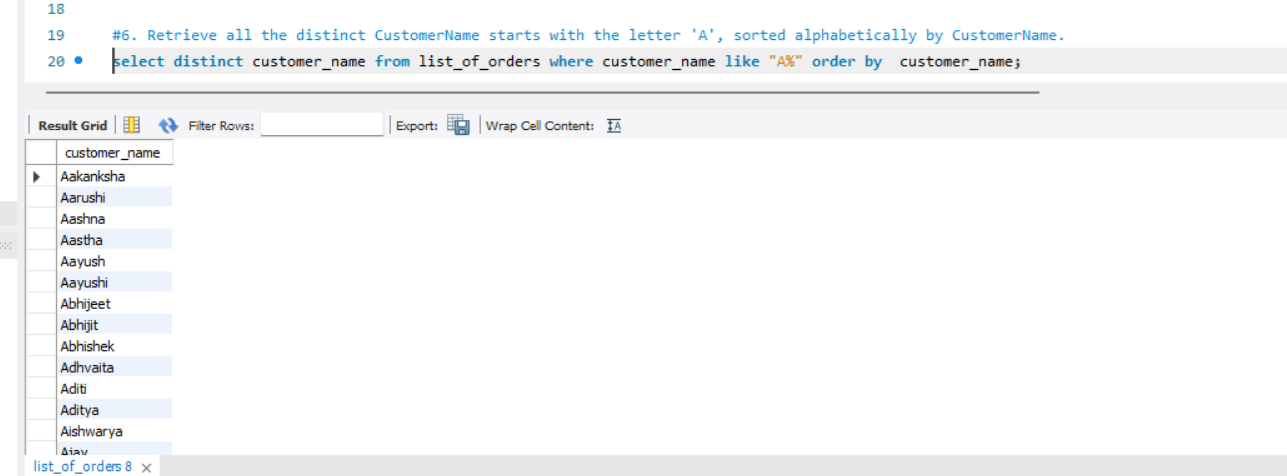 18
19 #6. Retrieve all the distinct CustomerName starts with the letter 'A', sorted alphabetically by CustomerName.
20 select distinct customer_name from list_of_orders where customer_name like "A%" order by  customer_name;
Result Grid Filter Rows: Export: Wrap Cell Content:
customer_name
Aakanksha
Aarushi
Aashna
Aastha
Aayush
Aayushi
Abhijeet
Abhijit
Abhishek
Adhvaita
Aditi
Aditya
Aishwarya
Ajay
list_of_orders 8